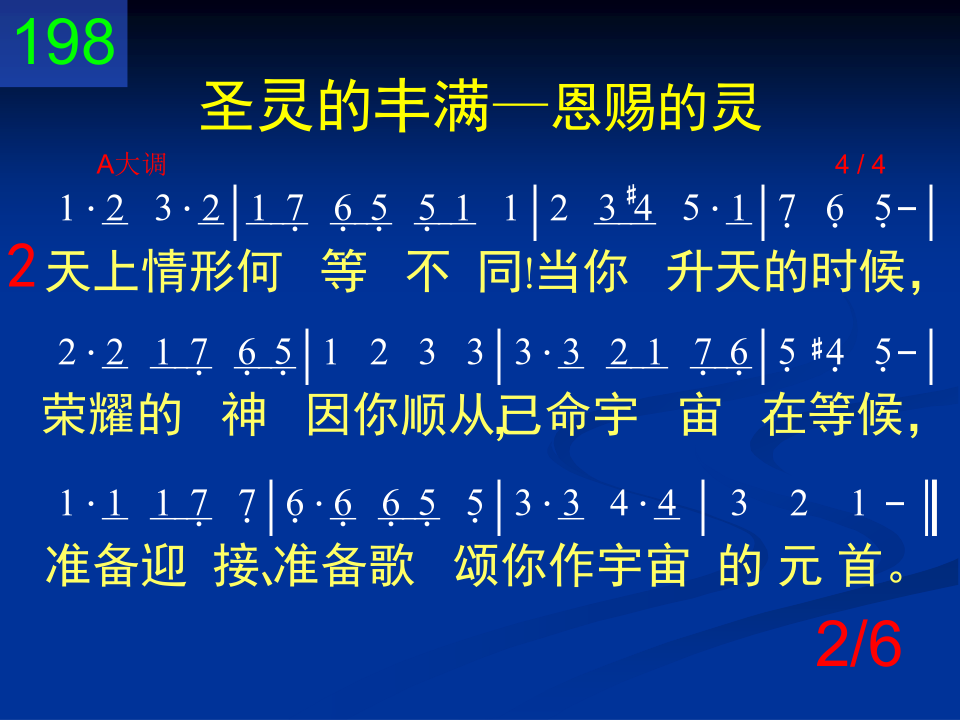 198
圣灵的丰满—恩赐的灵
A大调 4 / 4
1 · 2 3 · 2 | 1 7̣ 6̣ 5̣ 5̣ 1 1 | 2 3 #4 5 · 1 | 7̣ 6̣ 5̣ – |
2 天上情形何 等 不 同!当你 升天的时候，
2 · 2 1 7̣ 6̣ 5̣ | 1 2 3 3 | 3 · 3 2 1 7̣ 6̣ | 5̣ #4̣ 5̣ – |
荣耀的 神 因你顺从，已命宇 宙 在等候，
1 · 1 1 7̣ 7̣ | 6̣ · 6̣ 6̣ 5̣ 5̣ | 3 · 3 4 · 4 | 3 2 1 – ‖
准备迎 接、准备歌 颂你作宇宙 的 元 首。
2/6